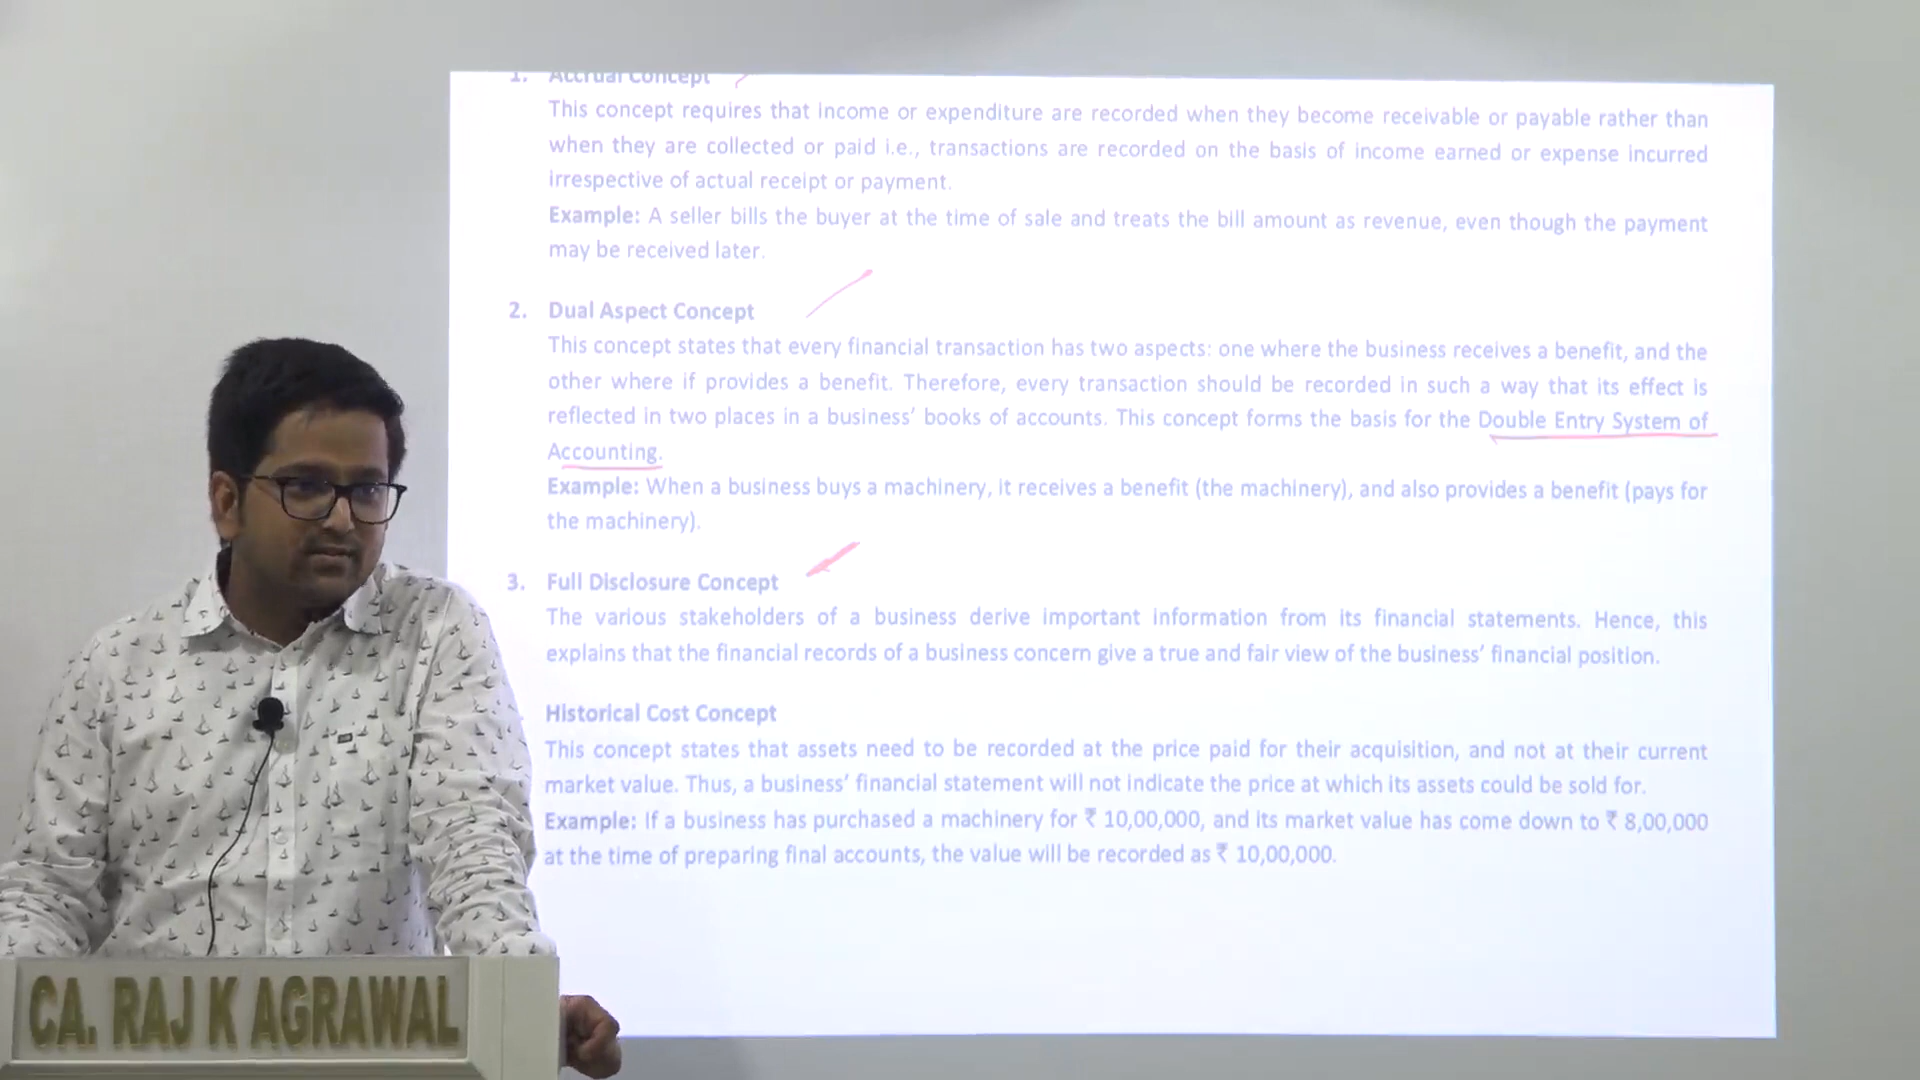 1. Accrual Concept
This concept requires that income or expenditure are recorded when they become receivable or payable rather than
when they are collected or paid i.e., transactions are recorded on the basis of income earned or expense incurred
irrespective of actual receipt or payment.
Example: A seller bills the buyer at the time of sale and treats the bill amount as revenue, even though the payment
may be received later.
2. Dual Aspect Concept
This concept states that every financial transaction has two aspects: one where the business receives a benefit, and the
other where if provides a benefit. Therefore, every transaction should be recorded in such a way that its effect is
reflected in two places in a business’ books of accounts. This concept forms the basis for the Double Entry System of
Accounting.
Example: When a business buys a machinery, it receives a benefit (the machinery), and also provides a benefit (pays for
the machinery).
3. Full Disclosure Concept
The various stakeholders of a business derive important information from its financial statements. Hence, this
explains that the financial records of a business concern give a true and fair view of the business’ financial position.
Historical Cost Concept
This concept states that assets need to be recorded at the price paid for their acquisition, and not at their current
market value. Thus, a business’ financial statement will not indicate the price at which its assets could be sold for.
Example: If a business has purchased a machinery for ₹ 10,00,000, and its market value has come down to ₹ 8,00,000
at the time of preparing final accounts, the value will be recorded as ₹ 10,00,000.
CA. RAJ K AGRAWAL